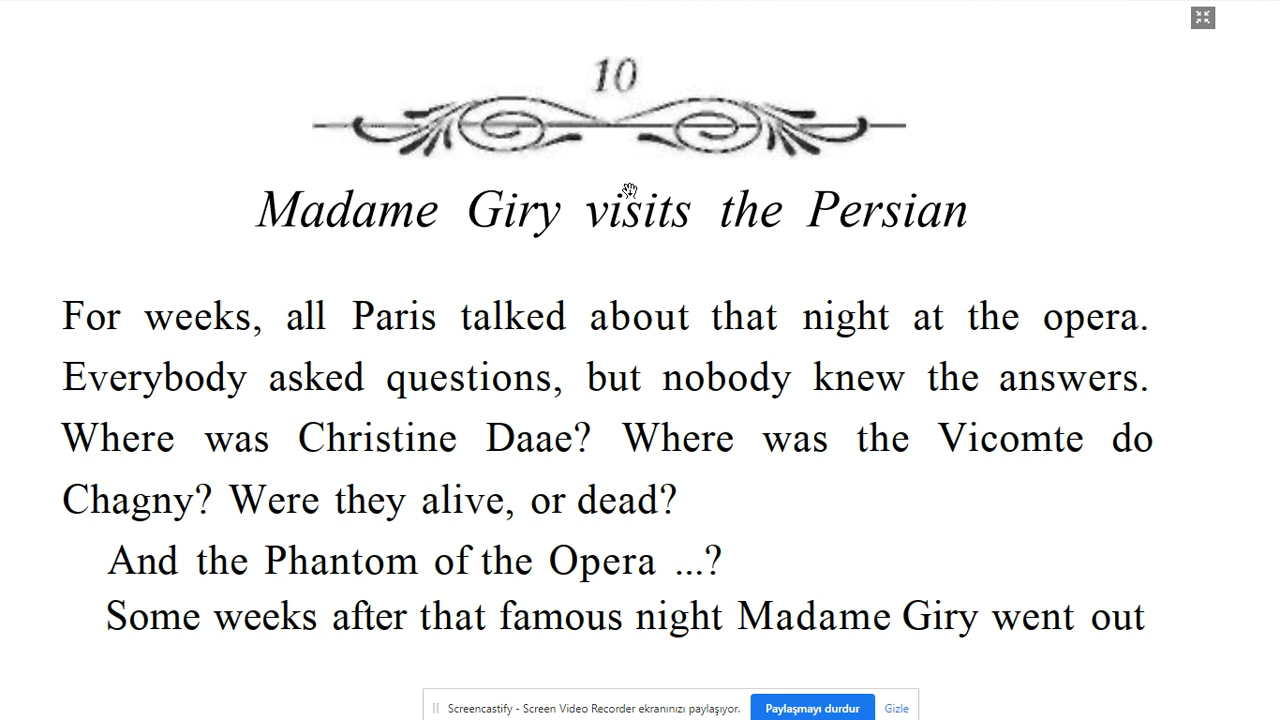 10
Madame Giry visits the Persian
For weeks, all Paris talked about that night at the opera.
Everybody asked questions, but nobody knew the answers.
Where was Christine Daae? Where was the Vicomte do
Chagny? Were they alive, or dead?
And the Phantom of the Opera ...?
Some weeks after that famous night Madame Giry went out
Screencastify - Screen Video Recorder ekranınızı paylaşıyor. Paylaşmayı durdur Gizle